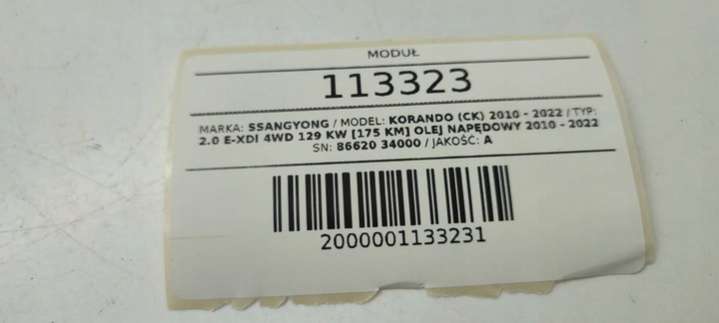 MODUŁ
113323
MARKA: SSANGYONG / MODEL: KORANDO (CK) 2010 - 2022 / TYP:
2.0 E-XDI 4WD 129 KW [175 KM] OLEJ NAPĘDOWY 2010 - 2022
SN: 86620 34000 / JAKOŚĆ: A
2000001133231